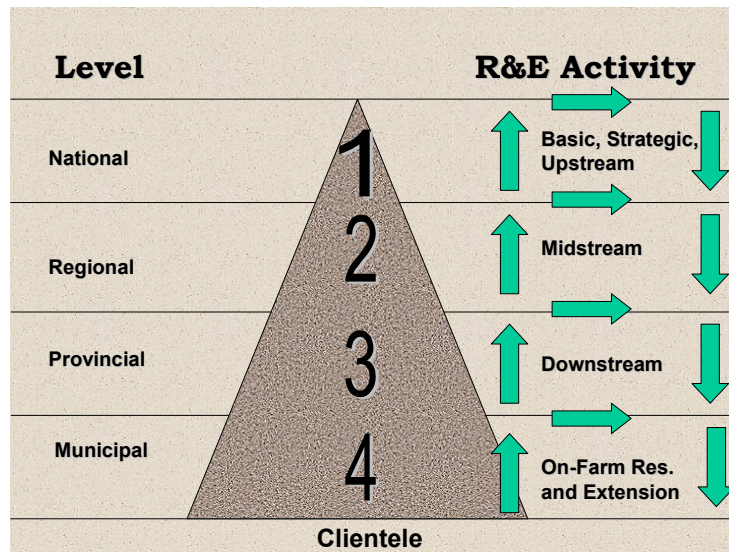 Level R&E Activity
National 1 Basic, Strategic,
Upstream
Regional 2 Midstream
Provincial 3 Downstream
Municipal 4 On-Farm Res.
and Extension
Clientele